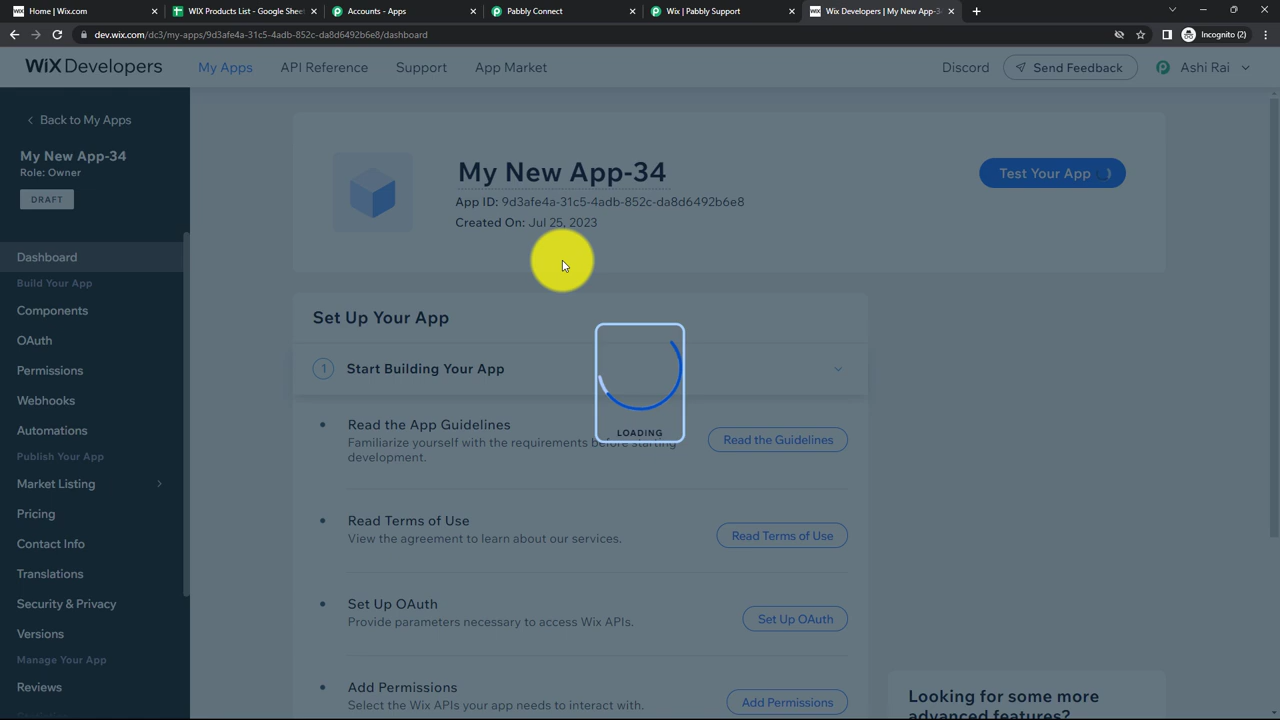 Home | Wix.com
WIX Products List - Google Sheet
Accounts - Apps
Pabbly Connect
Wix | Pabbly Support
Wix Developers | My New App-3
dev.wix.com/dc3/my-apps/9d3afe4a-31c5-4adb-852c-da8d6492b6e8/dashboard
Incognito (2)
WiX Developers
My Apps
API Reference
Support
App Market
Discord
Send Feedback
Ashi Rai
Back to My Apps
My New App-34
Role: Owner
DRAFT
Dashboard
Build Your App
Components
OAuth
Permissions
Webhooks
Automations
Publish Your App
Market Listing
Pricing
Contact Info
Translations
Security & Privacy
Versions
Manage Your App
Reviews
My New App-34
App ID: 9d3afe4a-31c5-4adb-852c-da8d6492b6e8
Created On: Jul 25, 2023
Test Your App
Set Up Your App
1 Start Building Your App
LOADING
Read the App Guidelines
Familiarize yourself with the requirements before starting
development.
Read the Guidelines
Read Terms of Use
View the agreement to learn about our services.
Read Terms of Use
Set Up OAuth
Provide parameters necessary to access Wix APIs.
Set Up OAuth
Add Permissions
Select the Wix APIs your app needs to interact with.
Add Permissions
Looking for some more
advanced features?